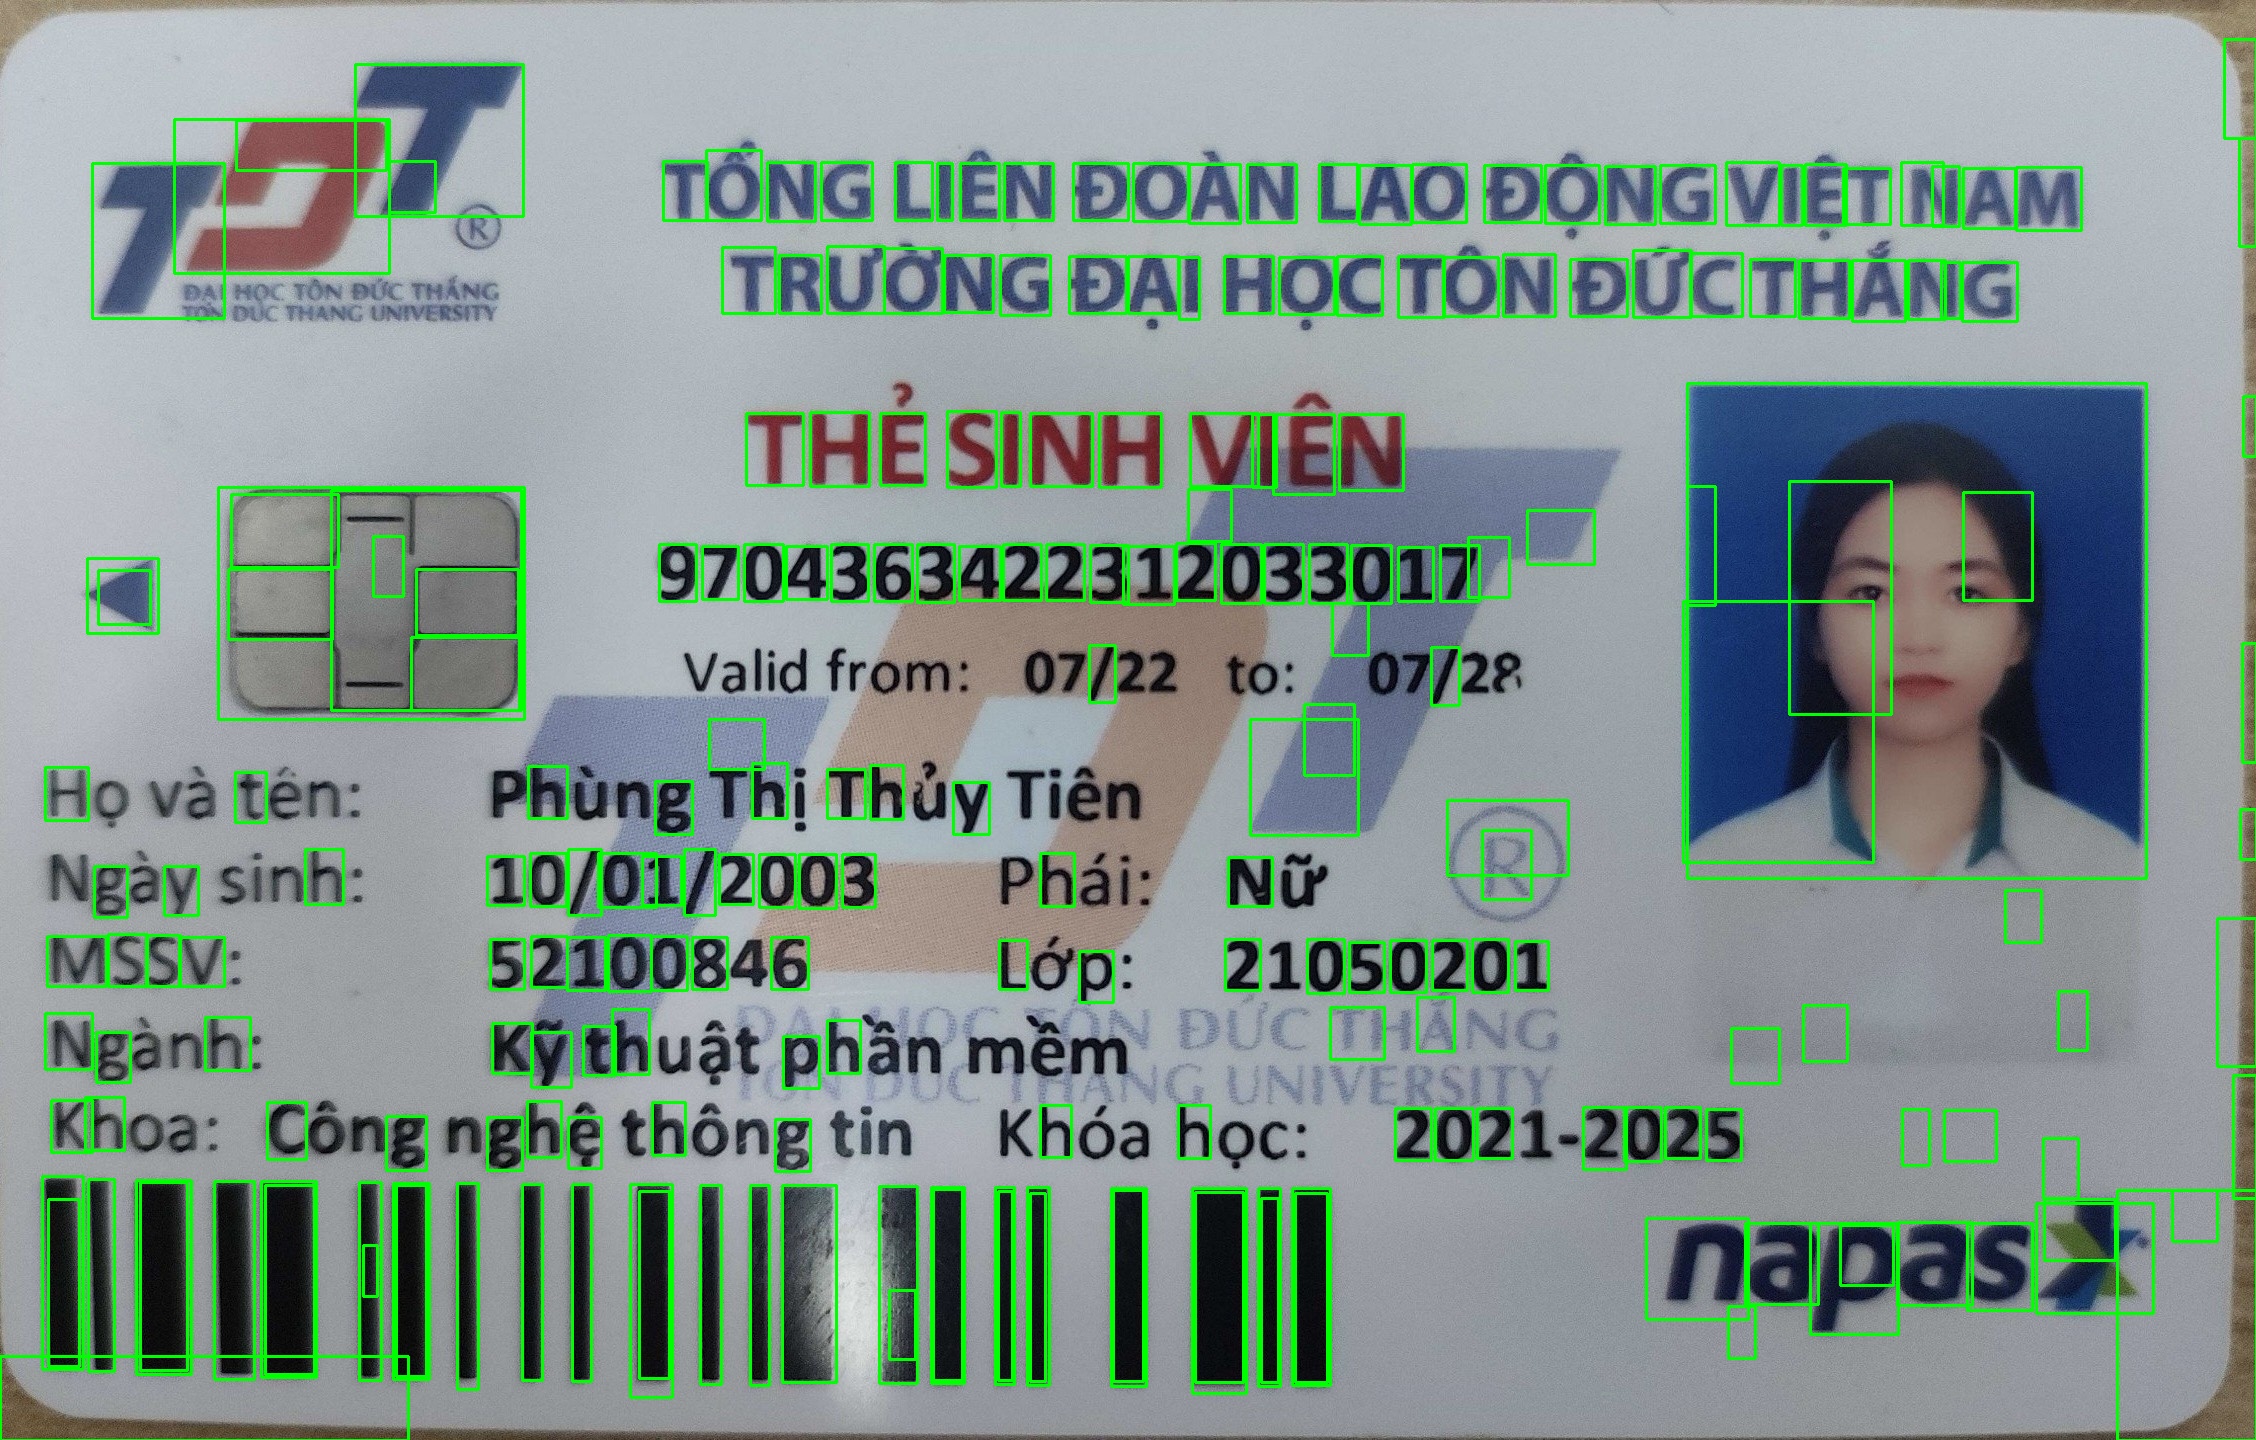 TDT ®
ĐẠI HỌC TÔN ĐỨC THẮNG
TON DUC THANG UNIVERSITY
TỔNG LIÊN ĐOÀN LAO ĐỘNG VIỆT NAM
TRƯỜNG ĐẠI HỌC TÔN ĐỨC THẮNG
THẺ SINH VIÊN
9704363422312033017
Valid from: 07/22 to: 07/28
Họ và tên: Phùng Thị Thủy Tiên
Ngày sinh: 10/01/2003 Phái: Nữ
MSSV: 52100846 Lớp: 21050201
Ngành: Kỹ thuật phần mềm
Khoa: Công nghệ thông tin Khóa học: 2021-2025
TDT ®
ĐẠI HỌC TÔN ĐỨC THẮNG
TON DUC THANG UNIVERSITY
napas